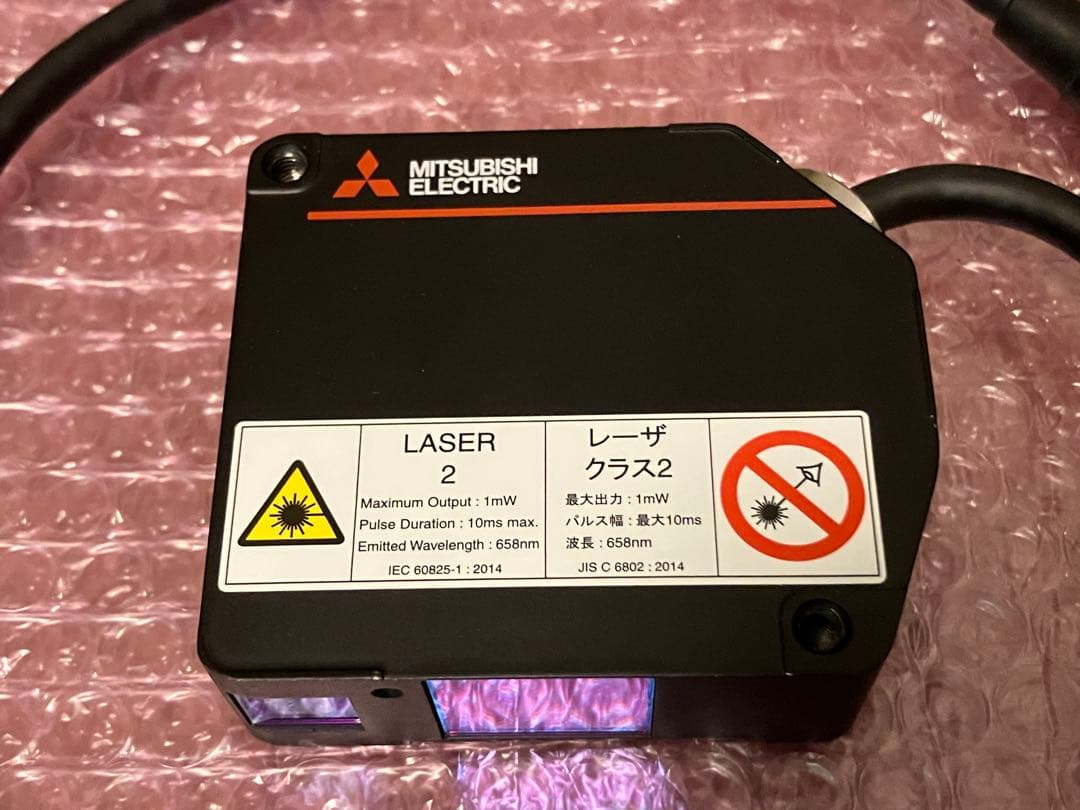 MITSUBISHI
ELECTRIC
LASER
2
Maximum Output : 1mW
Pulse Duration : 10ms max.
Emitted Wavelength : 658nm
IEC 60825-1 : 2014
レーザ
クラス2
最大出力 : 1mW
パルス幅 : 最大10ms
波長 : 658nm
JIS C 6802 : 2014